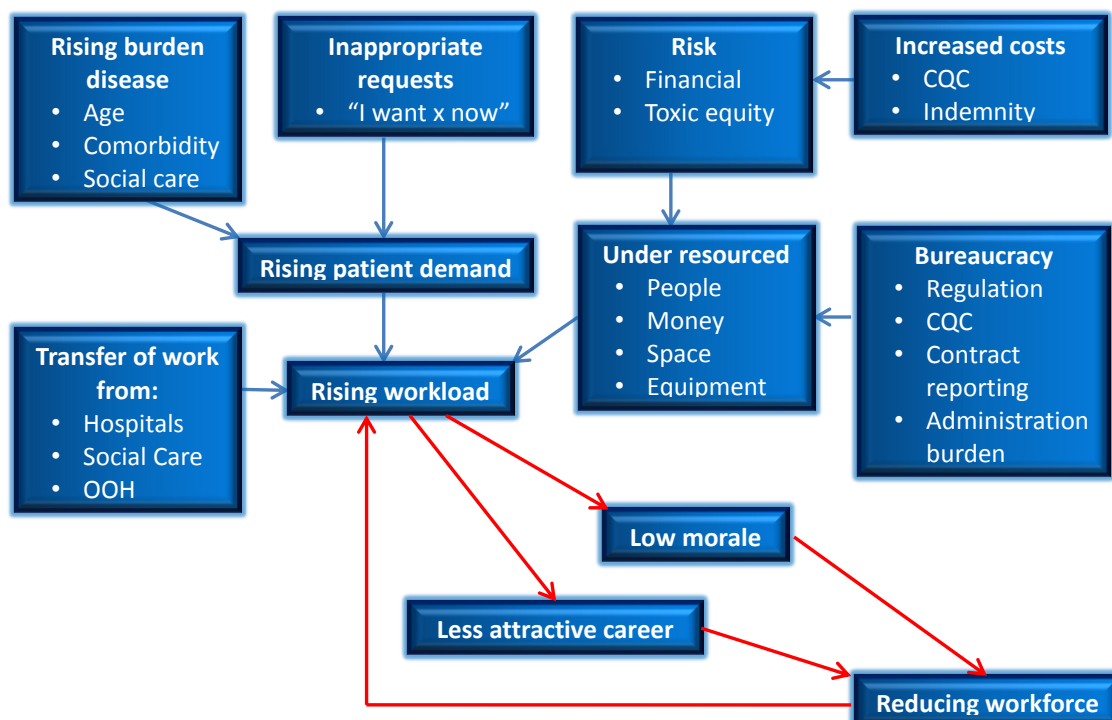 Rising burden
disease
• Age
• Comorbidity
• Social care
Inappropriate
requests
• “I want x now”
Risk
• Financial
• Toxic equity
Increased costs
• CQC
• Indemnity
Rising patient demand
Under resourced
• People
• Money
• Space
• Equipment
Bureaucracy
• Regulation
• CQC
• Contract
reporting
• Administration
burden
Transfer of work
from:
• Hospitals
• Social Care
• OOH
Rising workload
Low morale
Less attractive career
Reducing workforce